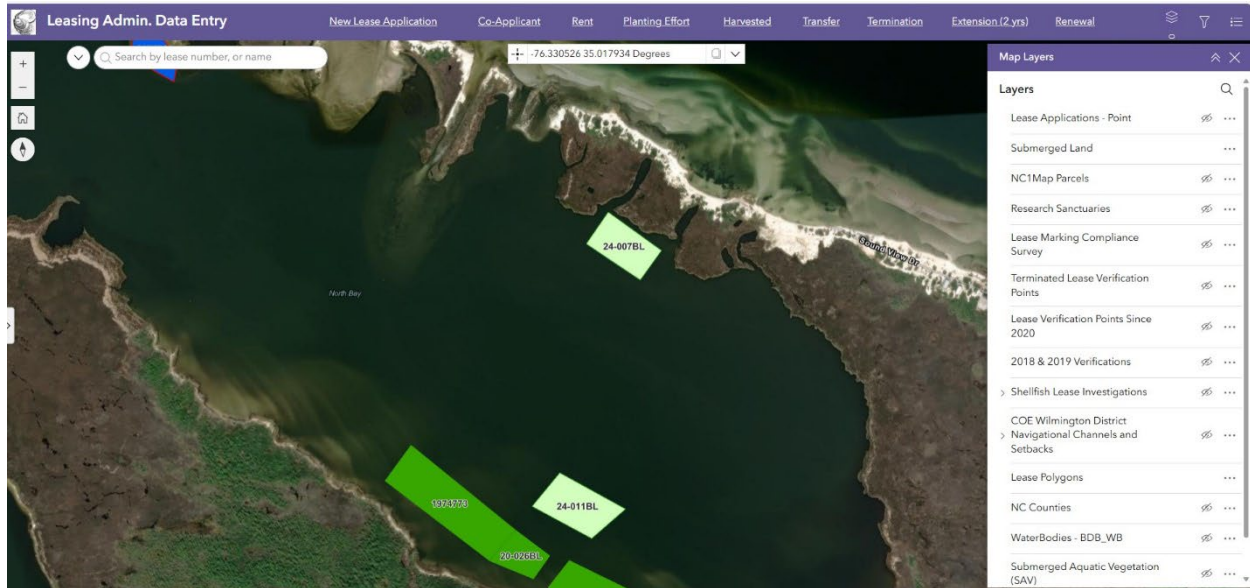 Leasing Admin. Data Entry
New Lease Application
Co-Applicant
Rent
Planting Effort
Harvested
Transfer
Termination
Extension (2 yrs)
Renewal
Search by lease number, or name
-76.330526 35.017934 Degrees
Map Layers
Layers
Lease Applications - Point
Submerged Land
NC1Map Parcels
Research Sanctuaries
Lease Marking Compliance
Survey
Terminated Lease Verification
Points
Lease Verification Points Since
2020
2018 & 2019 Verifications
Shellfish Lease Investigations
COE Wilmington District
Navigational Channels and
Setbacks
Lease Polygons
NC Counties
WaterBodies - BDB_WB
Submerged Aquatic Vegetation
(SAV)
24-007BL
Sound View Dr
North Bay
1974773
24-011BL
20-026BL